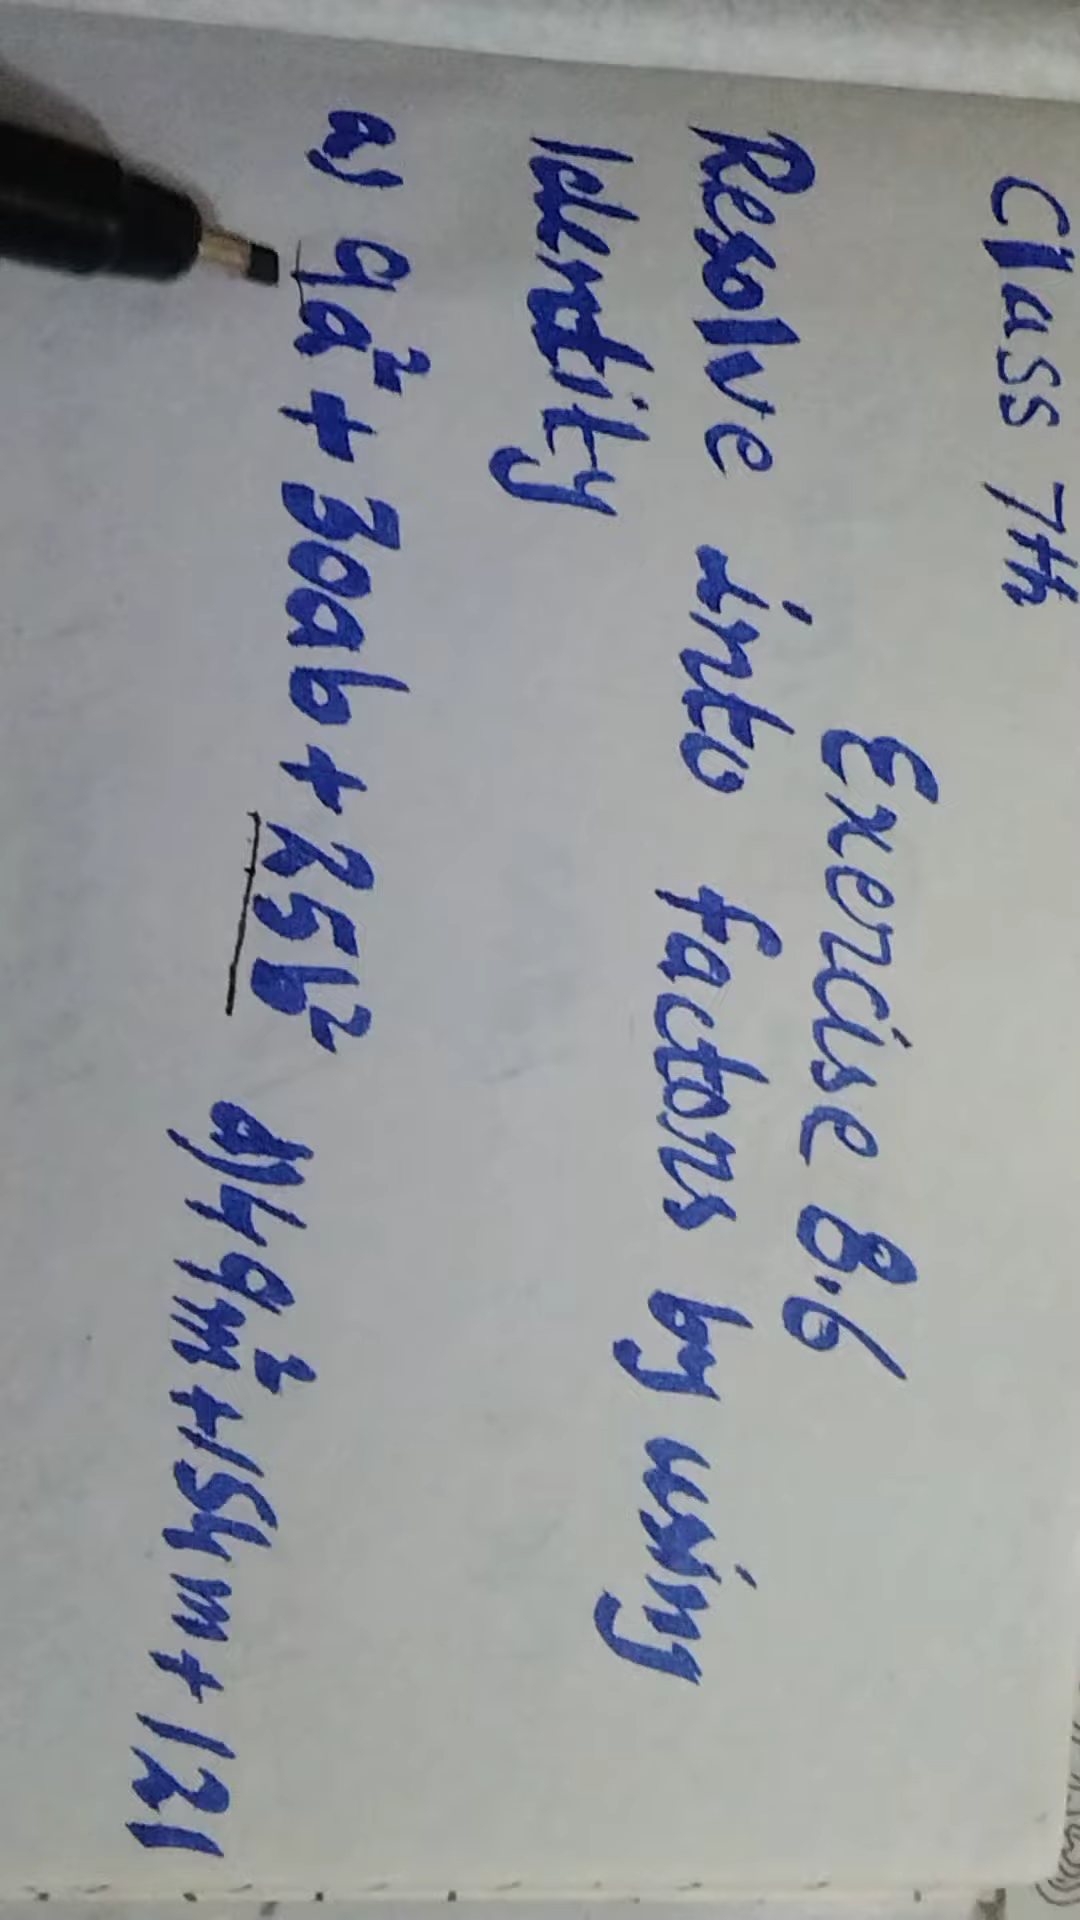 Class 7th
Exercise 8.6
Resolve into factors by using
Identity
a) 9a² + 30ab + 25b² d) 49m² + 154m + 121